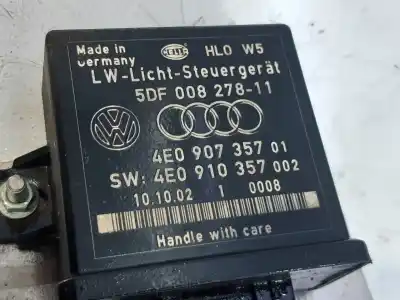 Made in
Germany
HELLA
HLO W5
LW-Licht-Steuergerät
5DF 008 278-11
4E0 907 357 01
SW: 4E0 910 357 002
10.10.02 1 0008
Handle with care